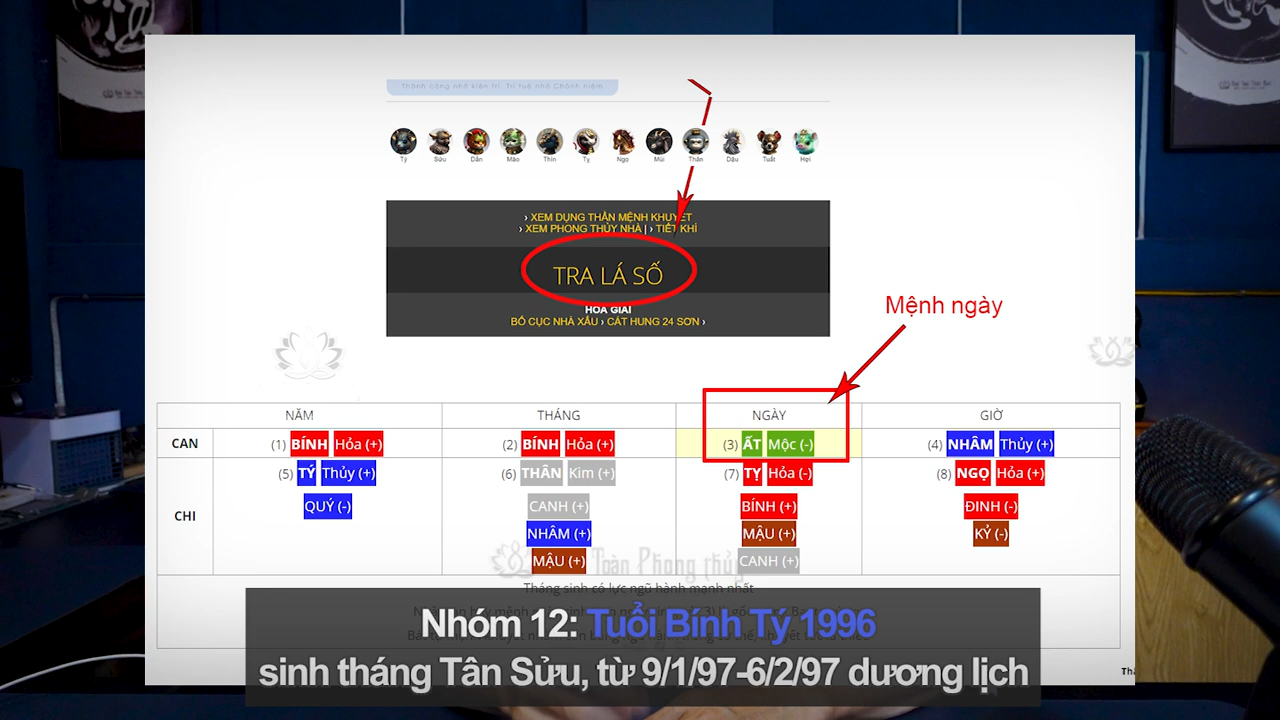 Thành công nhờ kiên trì. Trí tuệ nhờ Chánh niệm
Tý Sửu Dần Mão Thìn Tỵ Ngọ Mùi Thân Dậu Tuất Hợi
› XEM DỤNG THẦN MỆNH KHUYẾT
› XEM PHONG THỦY NHÀ | › TIẾT KHÍ
TRA LÁ SỐ
HÓA GIẢI
BỐ CỤC NHÀ XẤU › CÁT HUNG 24 SƠN ›
Mệnh ngày
NĂM THÁNG NGÀY GIỜ
CAN (1) BÍNH Hỏa (+) (2) BÍNH Hỏa (+) (3) ẤT Mộc (-) (4) NHÂM Thủy (+)
(5) TÝ Thủy (+) (6) THÂN Kim (+) (7) TỴ Hỏa (-) (8) NGỌ Hỏa (+)
CHI QUÝ (-) CANH (+) BÍNH (+) ĐINH (-)
NHÂM (+) MẬU (+) KỶ (-)
MẬU (+) CANH (+)
Toàn Phong thủy
Tháng sinh có lực ngũ hành mạnh nhất
Nhóm 12: Tuổi Bính Tý 1996
sinh tháng Tân Sửu, từ 9/1/97-6/2/97 dương lịch